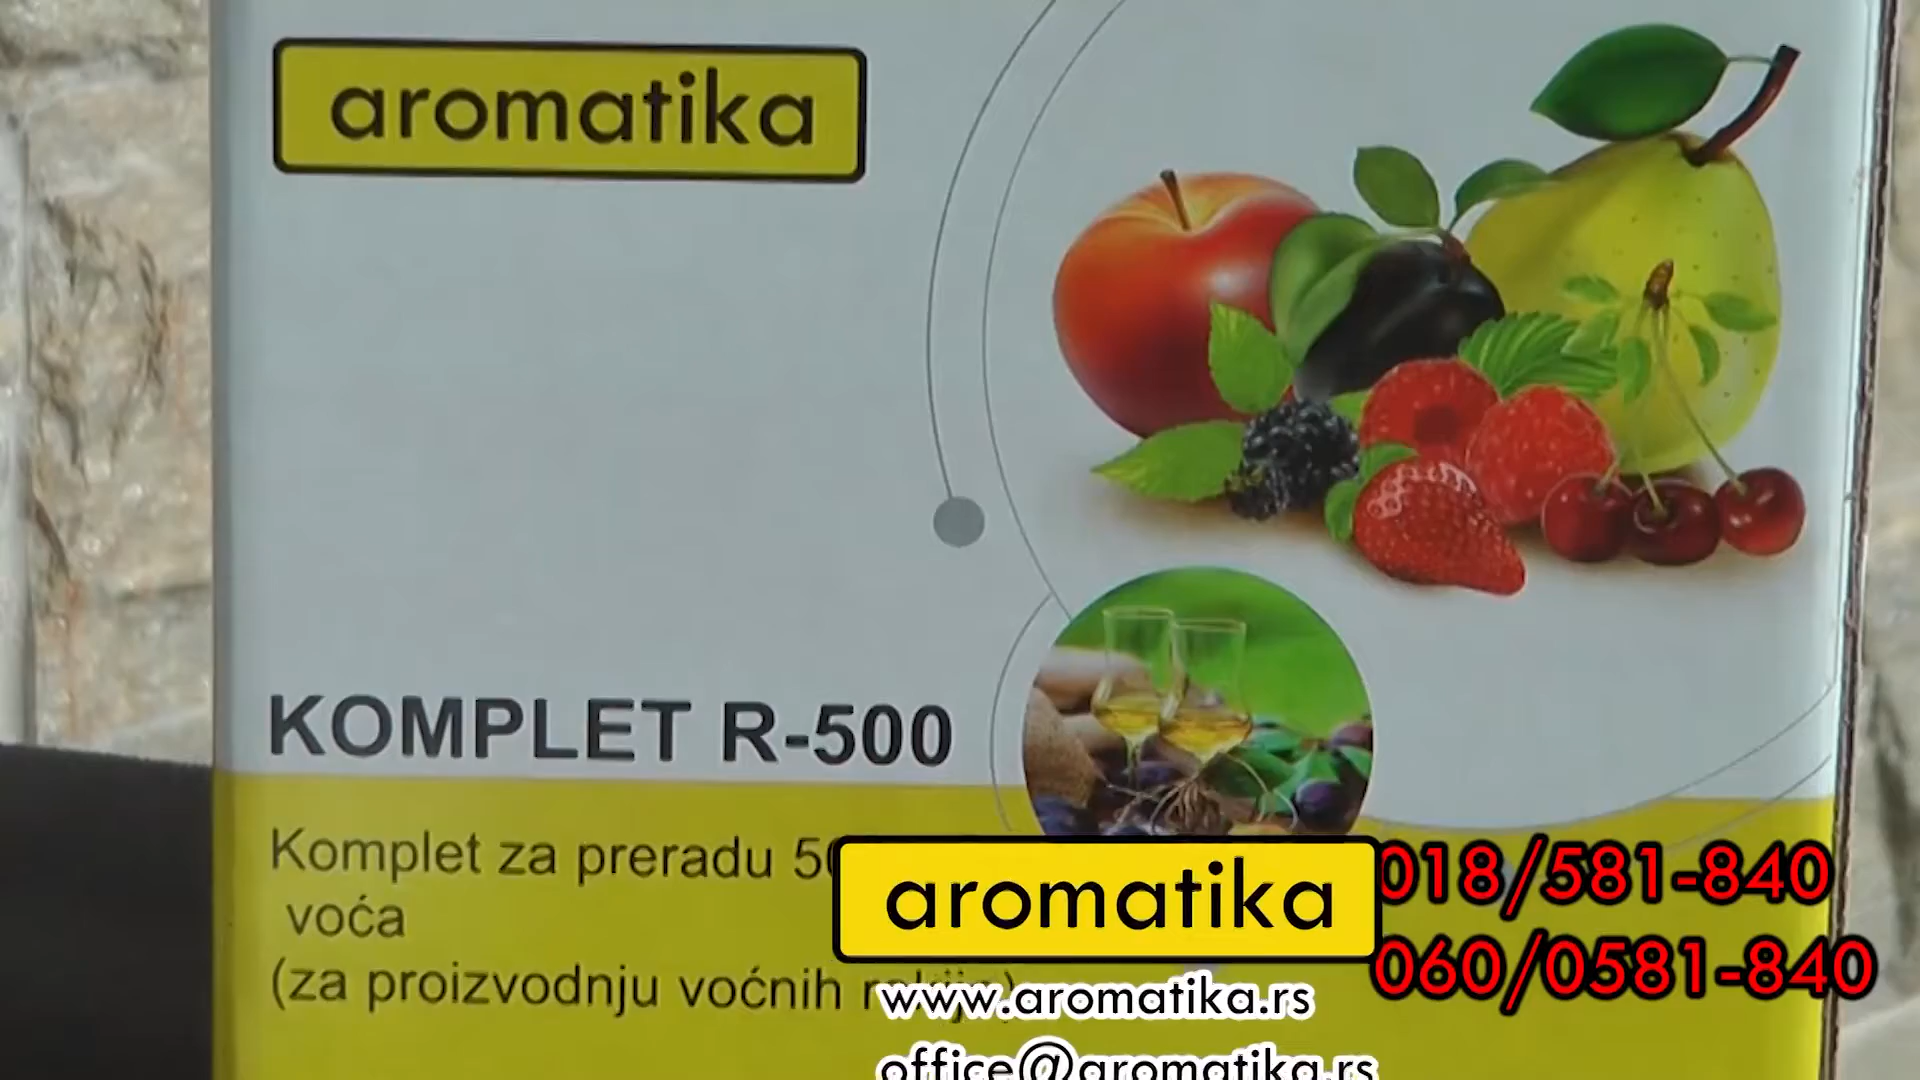 aromatika
KOMPLET R-500
Komplet za preradu
voća
(za proizvodnju voćnih
aromatika
018/581-840
060/0581-840
www.aromatika.rs
office@aromatika.rs